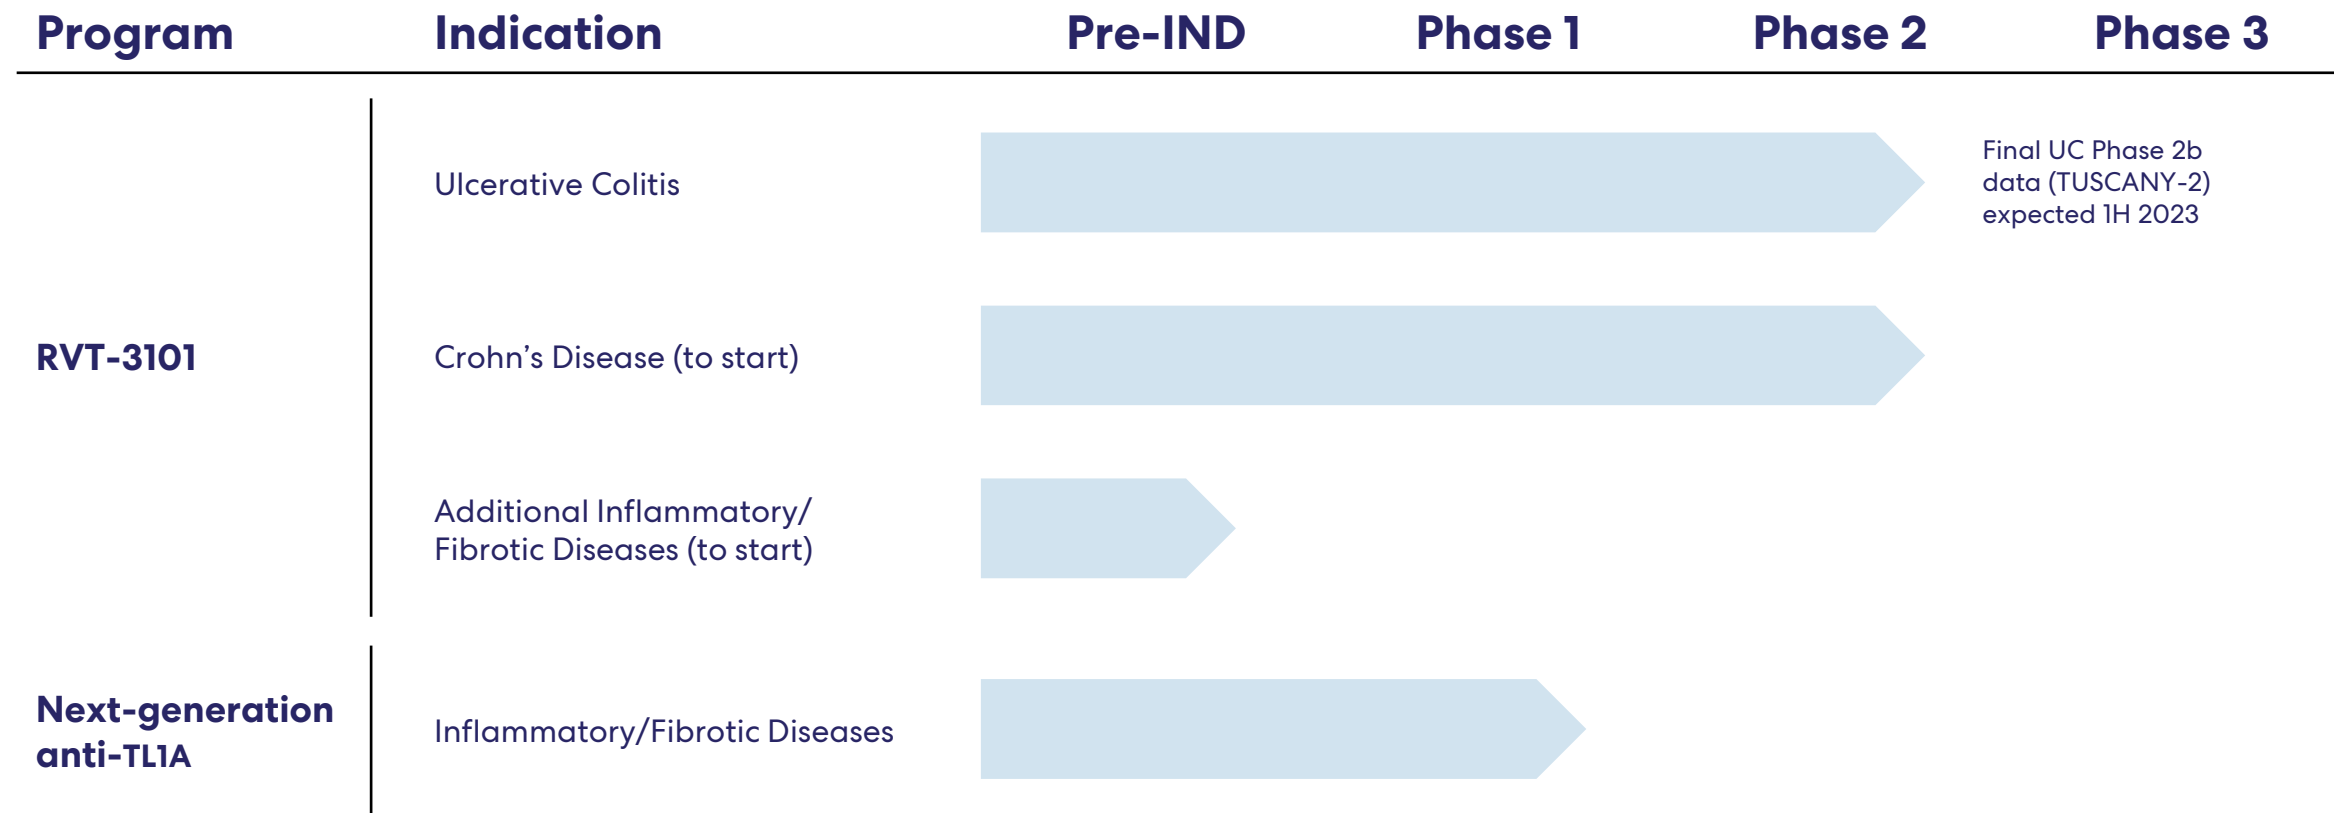 Program Indication Pre-IND Phase 1 Phase 2 Phase 3
RVT-3101
Ulcerative Colitis
Final UC Phase 2b
data (TUSCANY-2)
expected 1H 2023
Crohn’s Disease (to start)
Additional Inflammatory/
Fibrotic Diseases (to start)
Next-generation
anti-TL1A
Inflammatory/Fibrotic Diseases